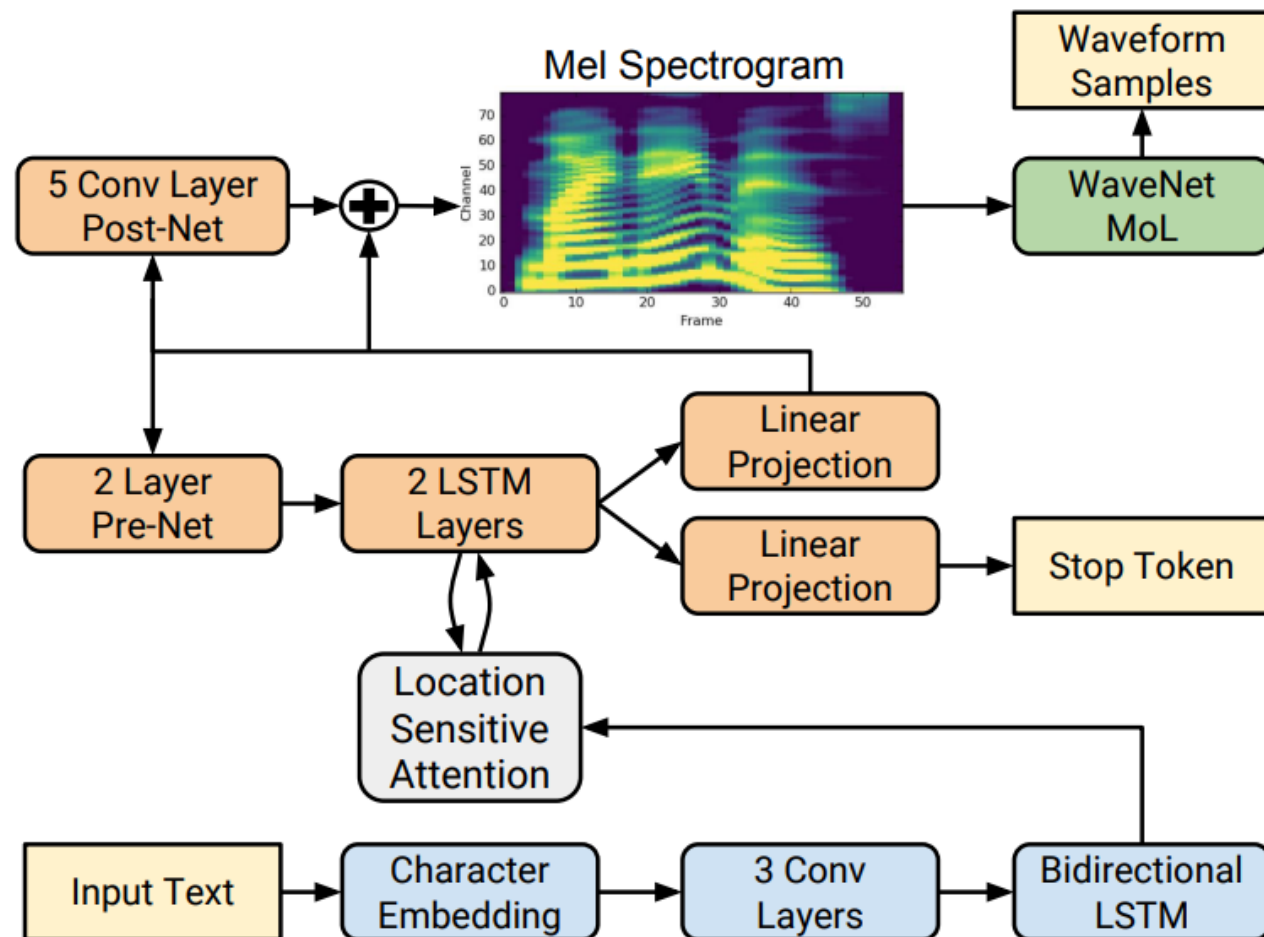 Waveform
Samples
Mel Spectrogram
70
60
50
40
30
20
10
0
Channel
0 10 20 30 40 50
Frame
5 Conv Layer
Post-Net
WaveNet
MoL
Linear
Projection
2 Layer
Pre-Net
2 LSTM
Layers
Linear
Projection
Stop Token
Location
Sensitive
Attention
Input Text
Character
Embedding
3 Conv
Layers
Bidirectional
LSTM